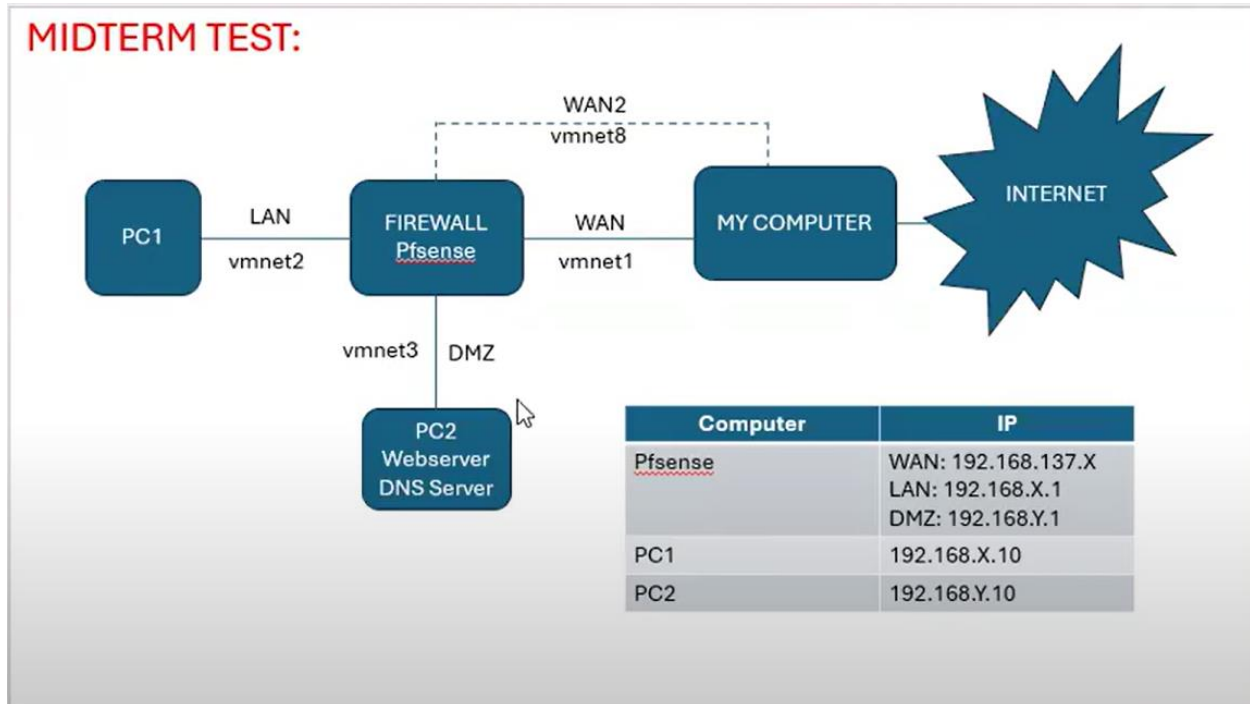 MIDTERM TEST:
WAN2
vmnet8
INTERNET
PC1
LAN
vmnet2
FIREWALL
Pfsense
WAN
vmnet1
MY COMPUTER
vmnet3
DMZ
PC2
Webserver
DNS Server
Computer
IP
Pfsense
WAN: 192.168.137.X
LAN: 192.168.X.1
DMZ: 192.168.Y.1
PC1
192.168.X.10
PC2
192.168.Y.10